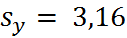 s_y = 3,16